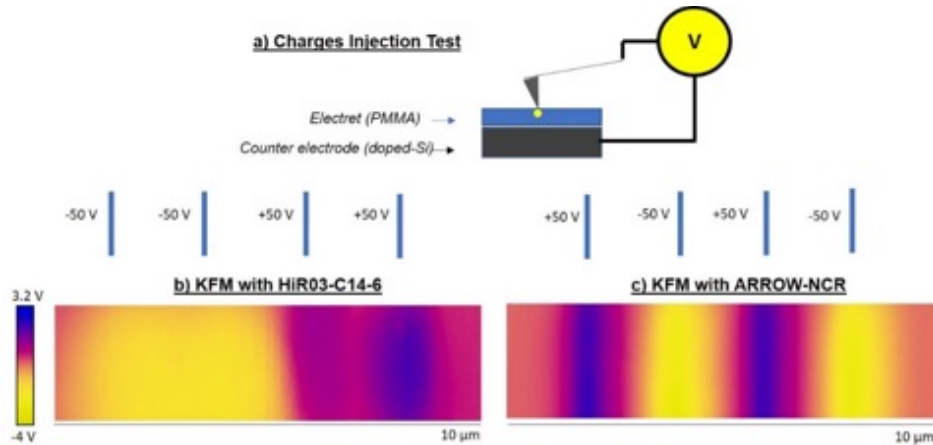 a) Charges Injection Test
V
Electret (PMMA)
Counter electrode (doped-Si)
-50 V
-50 V
+50 V
+50 V
+50 V
-50 V
+50 V
-50 V
b) KFM with HiR03-C14-6
c) KFM with ARROW-NCR
3.2 V
-4 V
10 µm
10 µm